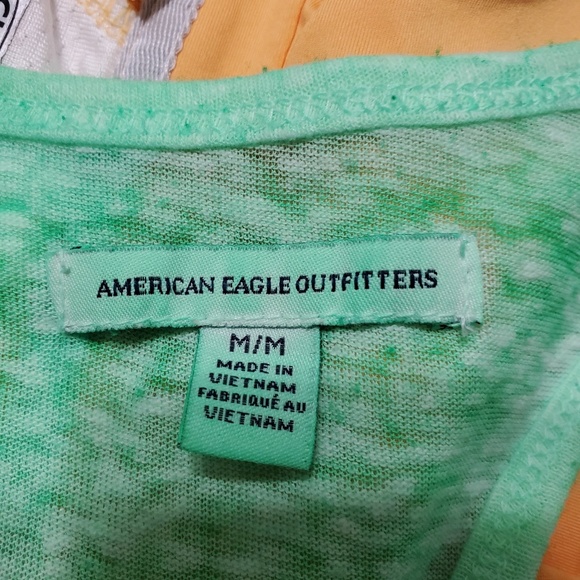 AMERICAN EAGLE OUTFITTERS
M/M
MADE IN
VIETNAM
FABRIQUÉ AU
VIETNAM